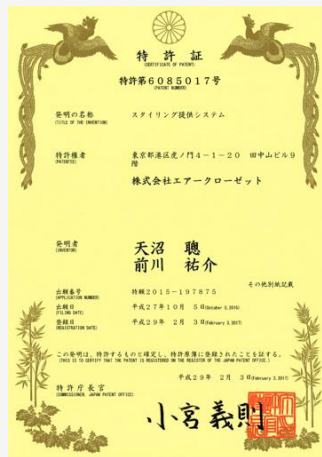 特許証
(CERTIFICATE OF PATENT)
特許第6085017号
(PATENT NUMBER)
発明の名称
(TITLE OF THE INVENTION)
スタイリング提供システム
特許権者
(PATENTEE)
東京都港区虎ノ門4-1-20 田中山ビル9
階
株式会社エアークローゼット
発明者
(INVENTOR)
天沼 聰
前川 祐介
その他別紙記載
出願番号
(APPLICATION NUMBER)
特願2015-197875
出願日
(FILING DATE)
平成27年10月 5日(October 5,2015)
登録日
(REGISTRATION DATE)
平成29年 2月 3日(February 3,2017)
この発明は、特許するものと確定し、特許原簿に登録されたことを証する。
(THIS IS TO CERTIFY THAT THE PATENT IS REGISTERED ON THE REGISTER OF THE JAPAN PATENT OFFICE.)
平成29年 2月 3日(February 3,2017)
特許庁長官
(COMMISSIONER, JAPAN PATENT OFFICE)
小宮義則